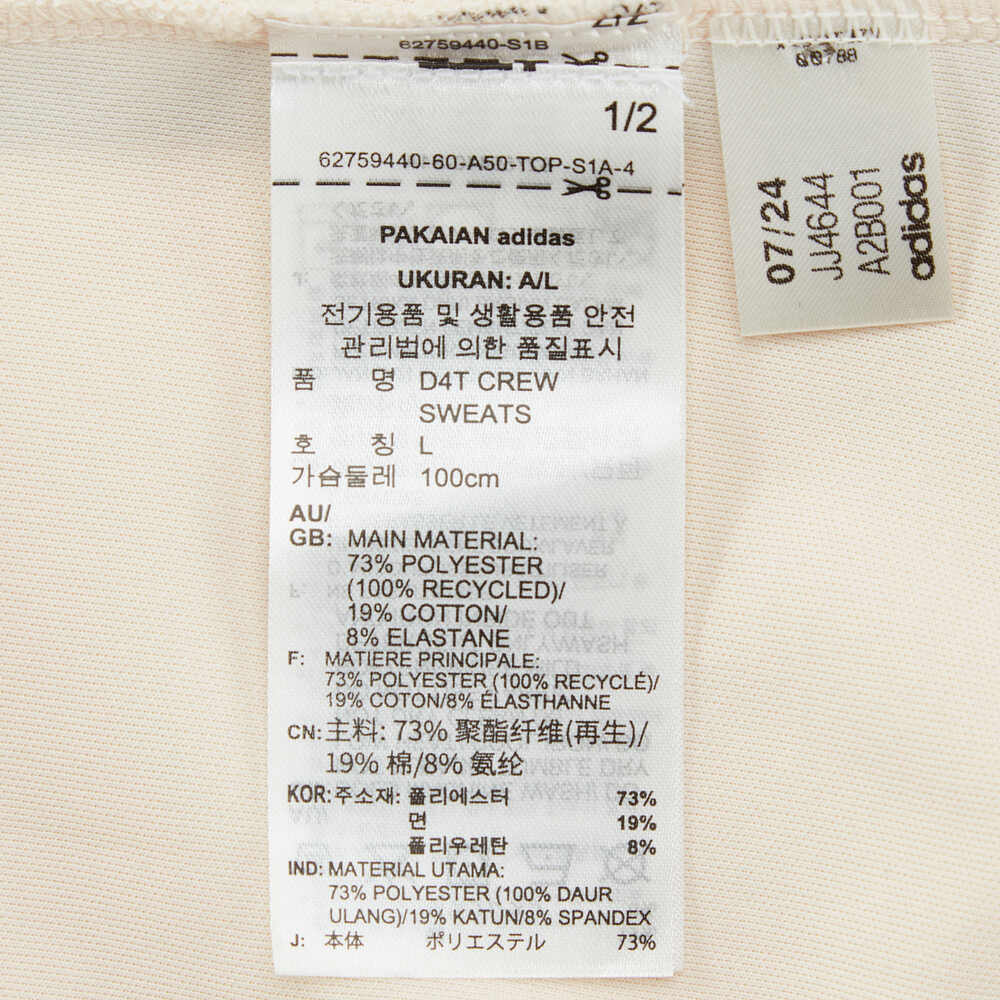 62759440-S1B
1/2
62759440-60-A50-TOP-S1A-4
PAKAIAN adidas
UKURAN: A/L
전기용품 및 생활용품 안전
관리법에 의한 품질표시
품 명 D4T CREW
SWEATS
호 칭 L
가슴둘레 100cm
AU/
GB: MAIN MATERIAL:
73% POLYESTER
(100% RECYCLED)/
19% COTTON/
8% ELASTANE
F: MATIERE PRINCIPALE:
73% POLYESTER (100% RECYCLÉ)/
19% COTON/8% ÉLASTHANNE
CN: 主料: 73% 聚酯纤维(再生)/
19% 棉/8% 氨纶
KOR: 주소재: 폴리에스터 73%
면 19%
폴리우레탄 8%
IND: MATERIAL UTAMA:
73% POLYESTER (100% DAUR
ULANG)/19% KATUN/8% SPANDEX
J: 本体 ポリエステル 73%
00788
07/24
JJ4644
A2B001
adidas